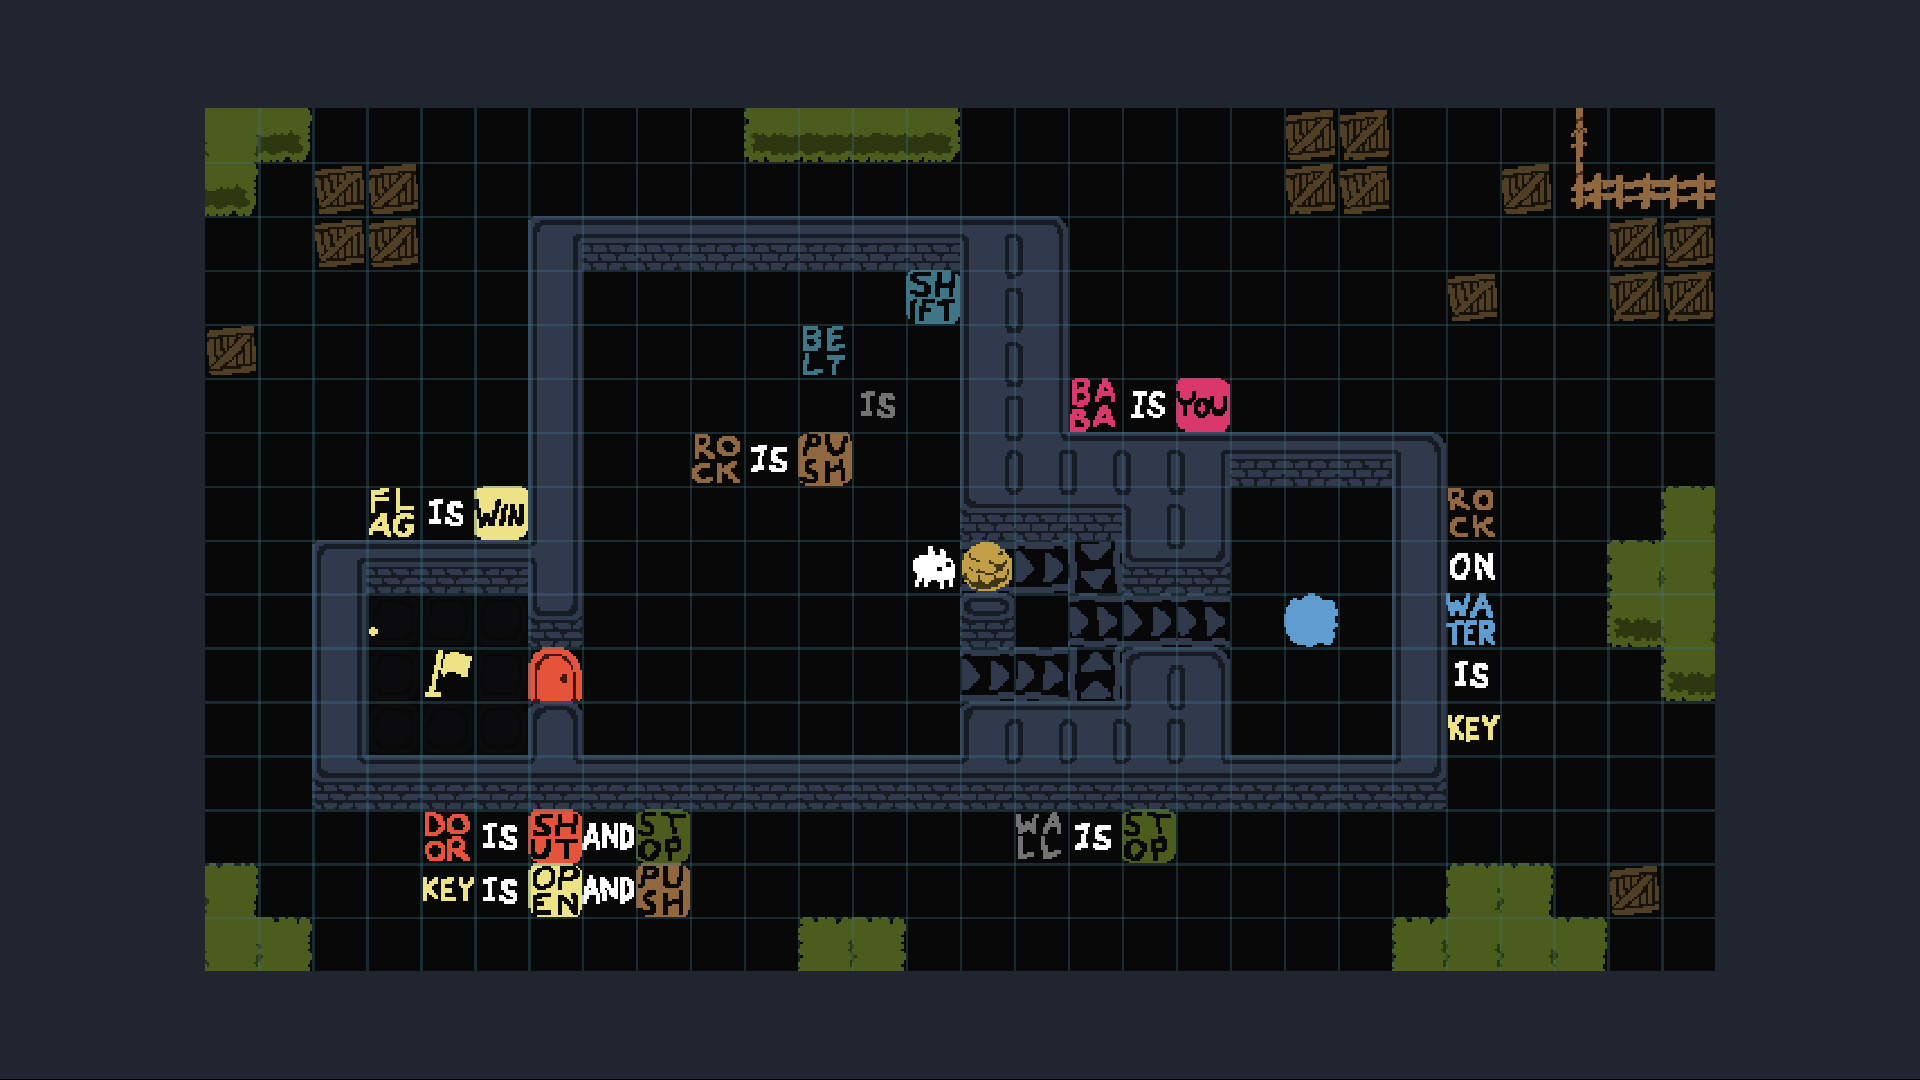 SHIFT
BELT
IS
BABA IS YOU
ROCK IS PUSH
FLAG IS WIN
ROCK
ON
WATER
IS
KEY
DOOR IS SHUT AND STOP
WALL IS STOP
KEY IS OPEN AND PUSH